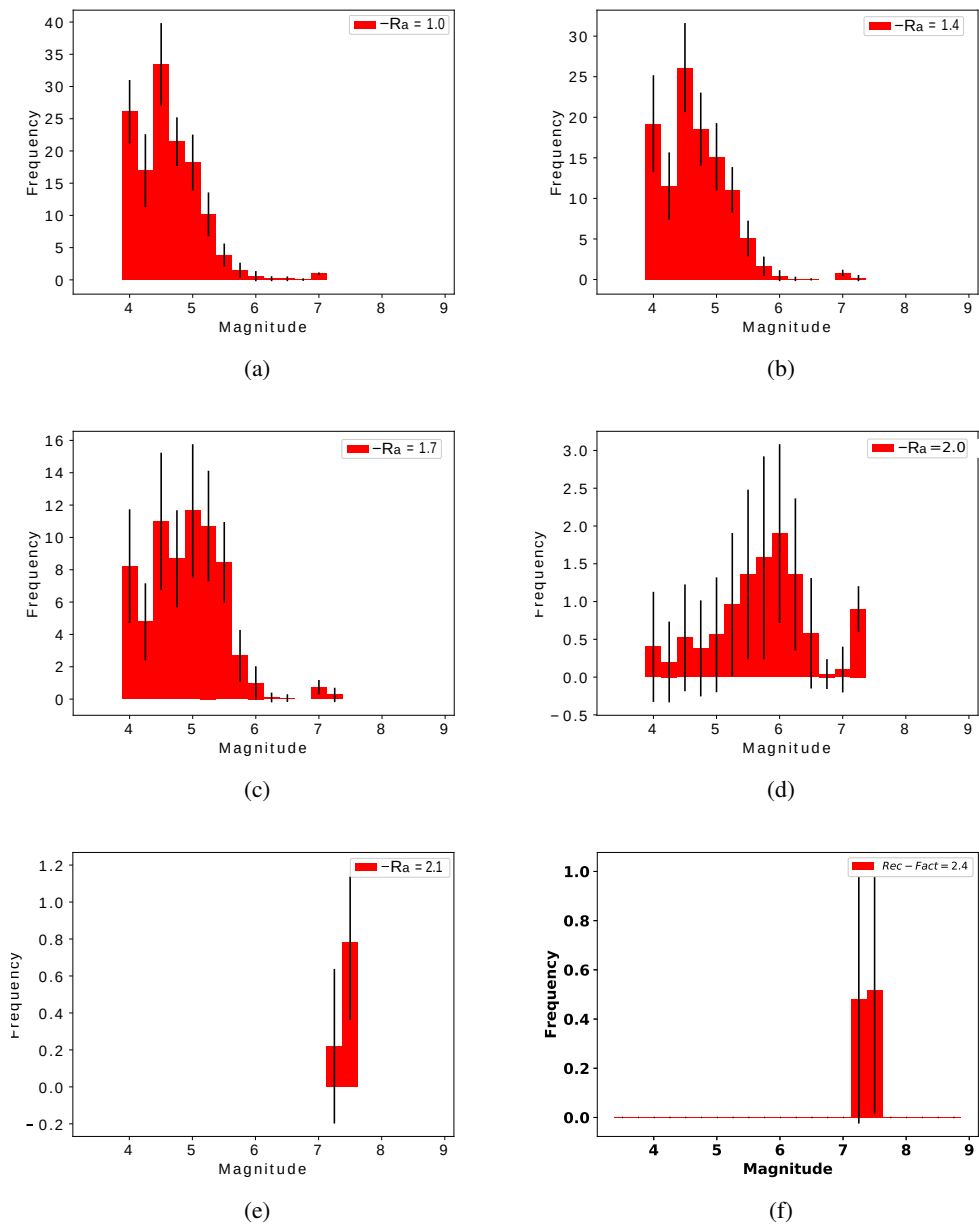 40
35
30
25
20
15
10
5
0
Frequency
−Ra = 1.0
4 5 6 7 8 9
Magnitude
(a)
30
25
20
15
10
5
0
Frequency
−Ra = 1.4
4 5 6 7 8 9
Magnitude
(b)
16
14
12
10
8
6
4
2
0
Frequency
−Ra = 1.7
4 5 6 7 8 9
Magnitude
(c)
3.0
2.5
2.0
1.5
1.0
0.5
0.0
−0.5
Frequency
−Ra=2.0
4 5 6 7 8 9
Magnitude
(d)
1.2
1.0
0.8
0.6
0.4
0.2
0.0
−0.2
Frequency
−Ra = 2.1
4 5 6 7 8 9
Magnitude
(e)
1.0
0.8
0.6
0.4
0.2
0.0
Frequency
Rec − Fact = 2.4
4 5 6 7 8 9
Magnitude
(f)